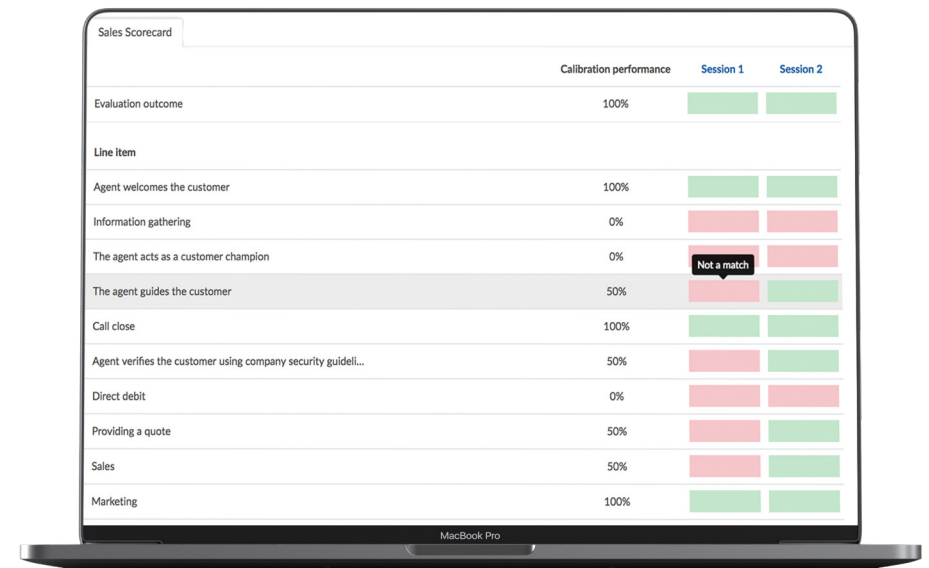 Sales Scorecard
Calibration performance Session 1 Session 2
Evaluation outcome 100%
Line item
Agent welcomes the customer 100%
Information gathering 0%
The agent acts as a customer champion 0%
Not a match
The agent guides the customer 50%
Call close 100%
Agent verifies the customer using company security guideli... 50%
Direct debit 0%
Providing a quote 50%
Sales 50%
Marketing 100%
MacBook Pro